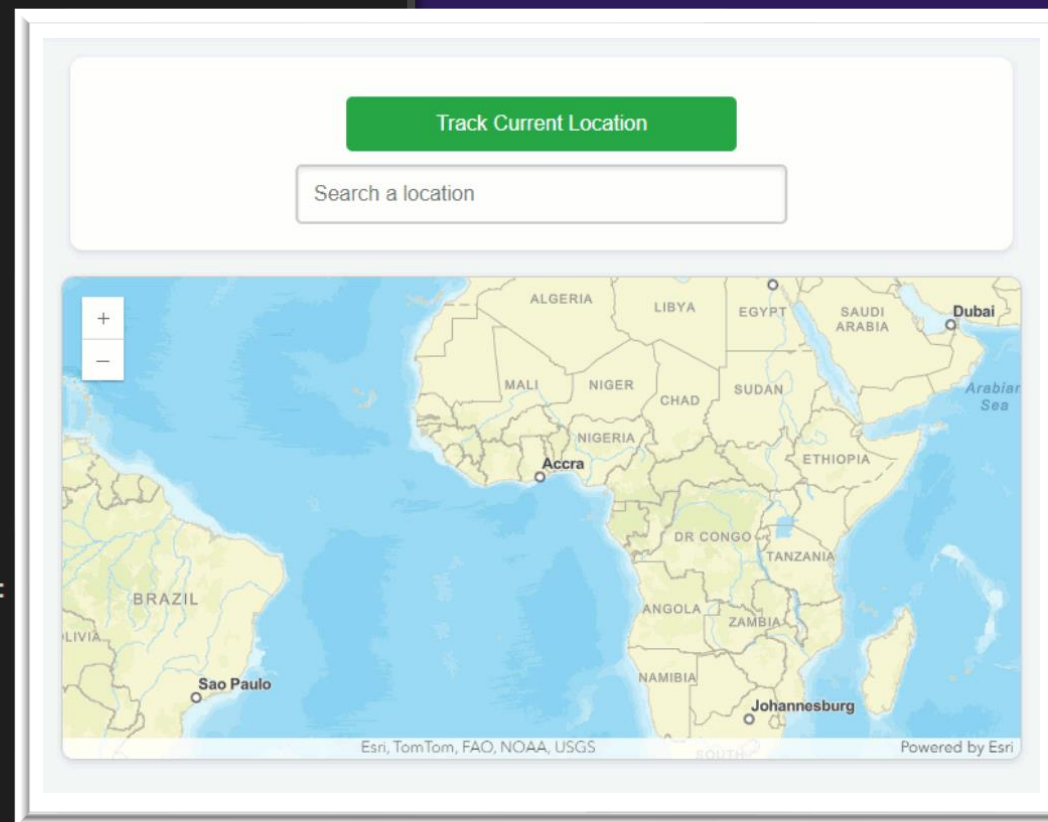 Track Current Location
Search a location
+
−
ALGERIA
LIBYA
EGYPT
SAUDI
ARABIA
Dubai
MALI
NIGER
CHAD
SUDAN
Arabian
Sea
NIGERIA
Accra
ETHIOPIA
DR CONGO
TANZANIA
BRAZIL
ANGOLA
ZAMBIA
OLIVIA
NAMIBIA
Sao Paulo
Johannesburg
SOUTH
Esri, TomTom, FAO, NOAA, USGS
Powered by Esri
: